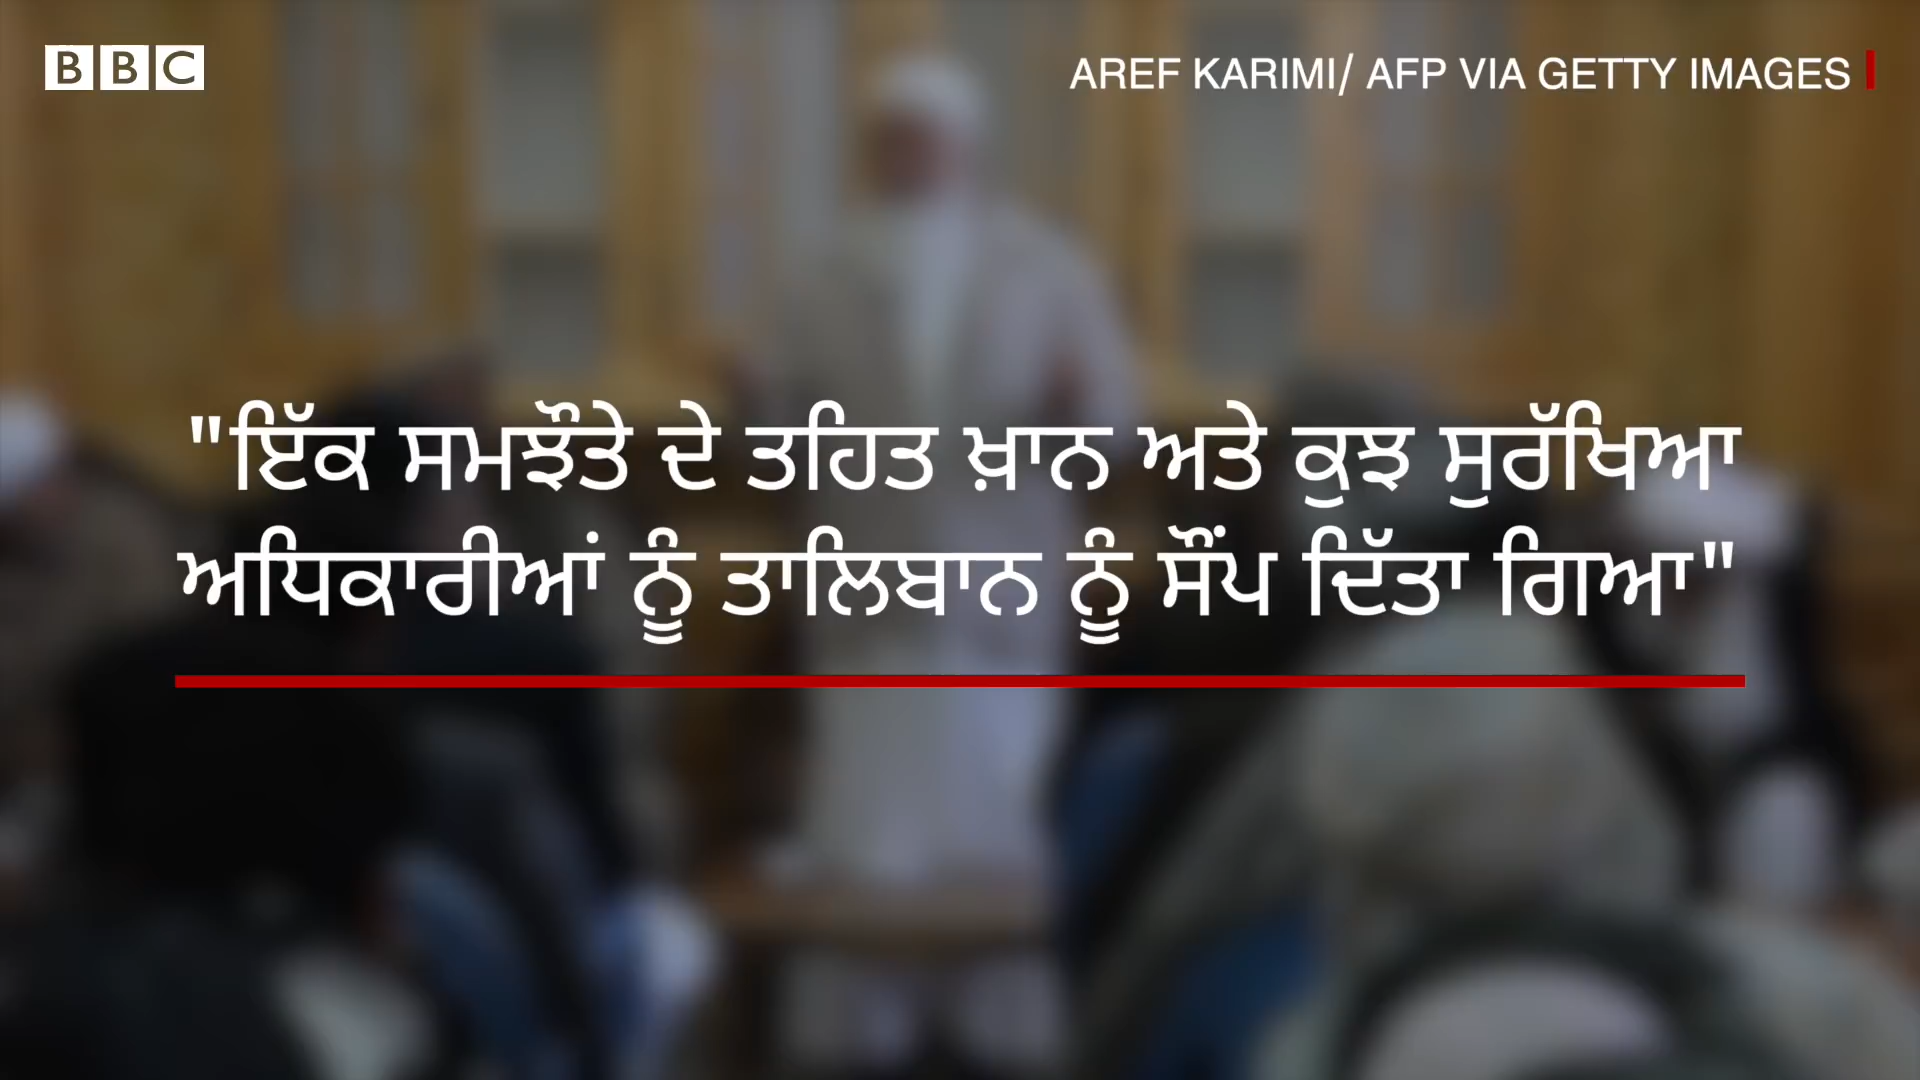 BBC
AREF KARIMI/ AFP VIA GETTY IMAGES
"ਇੱਕ ਸਮਝੌਤੇ ਦੇ ਤਹਿਤ ਖ਼ਾਨ ਅਤੇ ਕੁਝ ਸੁਰੱਖਿਆ
ਅਧਿਕਾਰੀਆਂ ਨੂੰ ਤਾਲਿਬਾਨ ਨੂੰ ਸੌਂਪ ਦਿੱਤਾ ਗਿਆ"